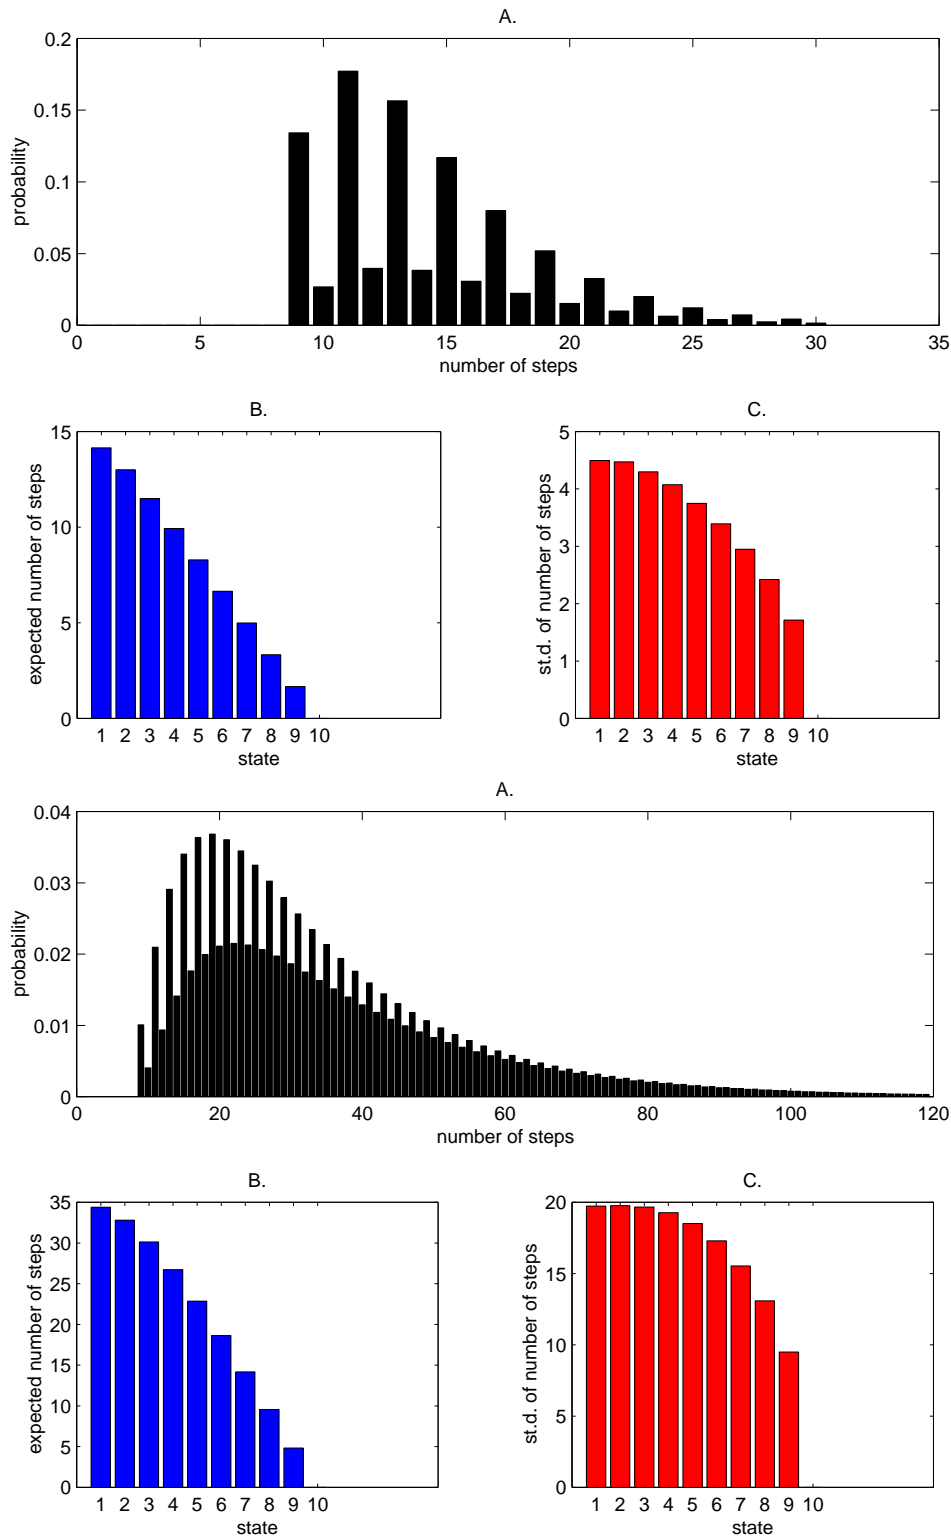 A.
0.2
0.15
0.1
0.05
0
probability
0 5 10 15 20 25 30 35
number of steps
B.
15
10
5
0
expected number of steps
1 2 3 4 5 6 7 8 9 10
state
C.
5
4
3
2
1
0
st.d. of number of steps
1 2 3 4 5 6 7 8 9 10
state
A.
0.04
0.03
0.02
0.01
0
probability
0 20 40 60 80 100 120
number of steps
B.
35
30
25
20
15
10
5
0
expected number of steps
1 2 3 4 5 6 7 8 9 10
state
C.
20
15
10
5
0
st.d. of number of steps
1 2 3 4 5 6 7 8 9 10
state